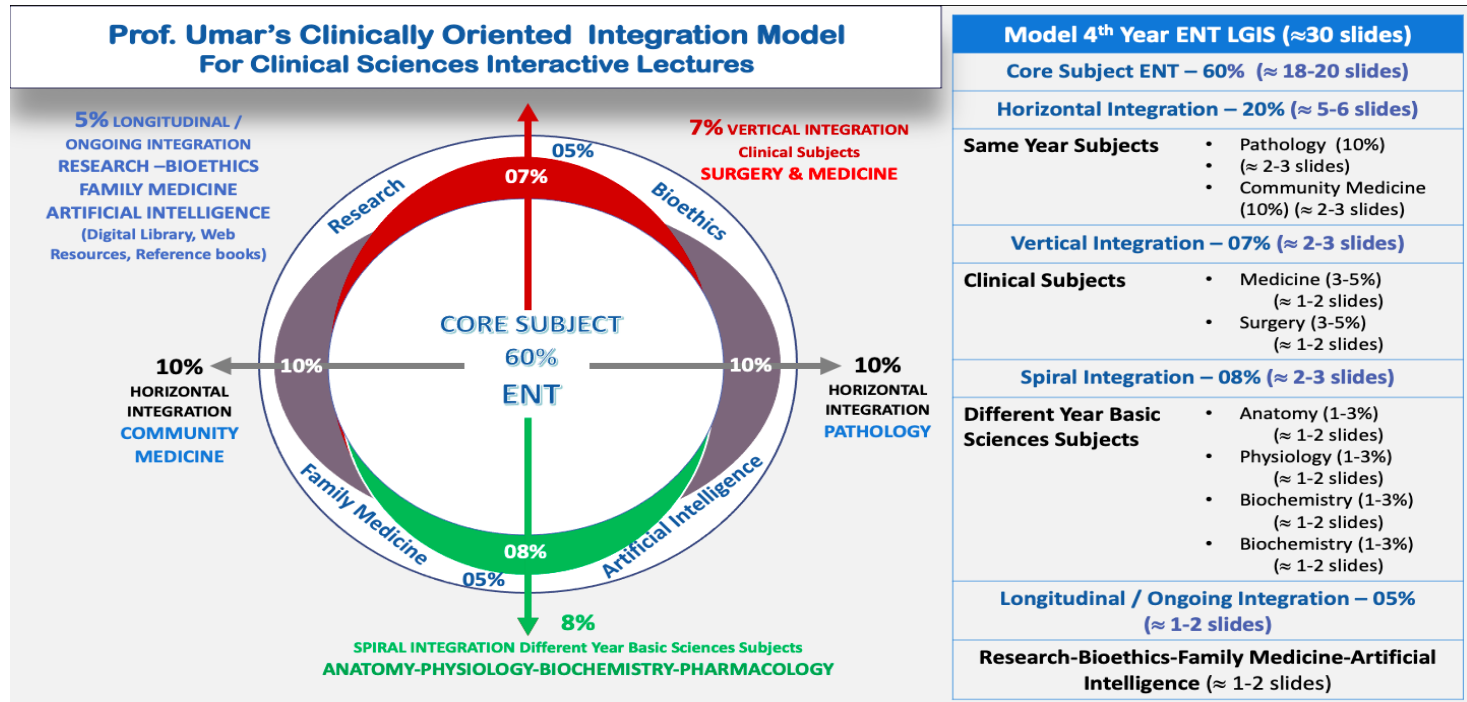 Prof. Umar’s Clinically Oriented Integration Model
For Clinical Sciences Interactive Lectures
5% LONGITUDINAL /
ONGOING INTEGRATION
RESEARCH –BIOETHICS
FAMILY MEDICINE
ARTIFICIAL INTELLIGENCE
(Digital Library, Web
Resources, Reference books)
7% VERTICAL INTEGRATION
Clinical Subjects
SURGERY & MEDICINE
05%
07%
Research
Bioethics
CORE SUBJECT
60%
ENT
10%
10%
10%
HORIZONTAL
INTEGRATION
COMMUNITY
MEDICINE
10%
HORIZONTAL
INTEGRATION
PATHOLOGY
Family Medicine
Artificial Intelligence
08%
05%
8%
SPIRAL INTEGRATION Different Year Basic Sciences Subjects
ANATOMY-PHYSIOLOGY-BIOCHEMISTRY-PHARMACOLOGY
Model 4th Year ENT LGIS (≈30 slides)
Core Subject ENT – 60% (≈ 18-20 slides)
Horizontal Integration – 20% (≈ 5-6 slides)
Same Year Subjects
• Pathology (10%)
• (≈ 2-3 slides)
• Community Medicine
(10%) (≈ 2-3 slides)
Vertical Integration – 07% (≈ 2-3 slides)
Clinical Subjects
• Medicine (3-5%)
(≈ 1-2 slides)
• Surgery (3-5%)
(≈ 1-2 slides)
Spiral Integration – 08% (≈ 2-3 slides)
Different Year Basic
Sciences Subjects
• Anatomy (1-3%)
(≈ 1-2 slides)
• Physiology (1-3%)
(≈ 1-2 slides)
• Biochemistry (1-3%)
(≈ 1-2 slides)
• Biochemistry (1-3%)
(≈ 1-2 slides)
Longitudinal / Ongoing Integration – 05%
(≈ 1-2 slides)
Research-Bioethics-Family Medicine-Artificial
Intelligence (≈ 1-2 slides)